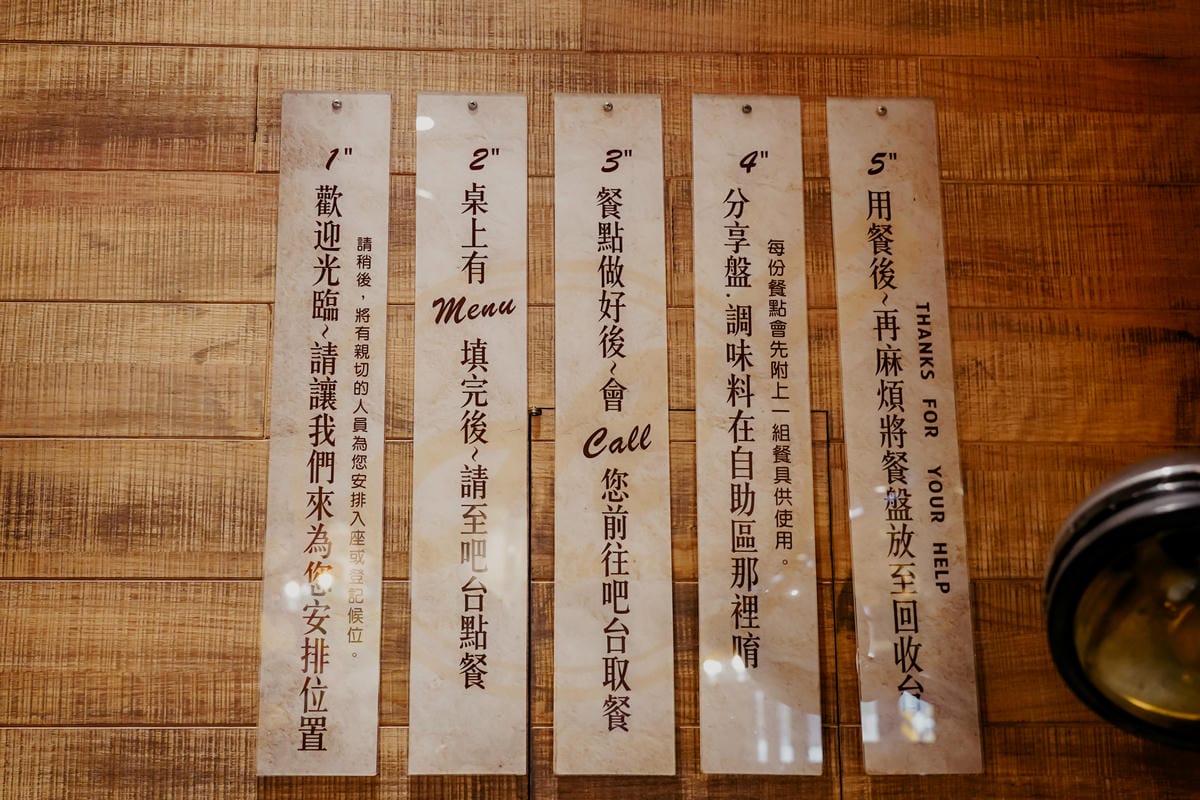 1"
歡迎光臨~請讓我們來為您安排位置
請稍後，將有親切的人員為您安排入座或登記候位。
2"
桌上有
Menu
填完後~請至吧台點餐
3"
餐點做好後~會
Call
您前往吧台取餐
4"
分享盤.調味料在自助區那裡唷
每份餐點會先附上一組餐具供使用。
5"
用餐後~再麻煩將餐盤放至回收台
THANKS FOR YOUR HELP